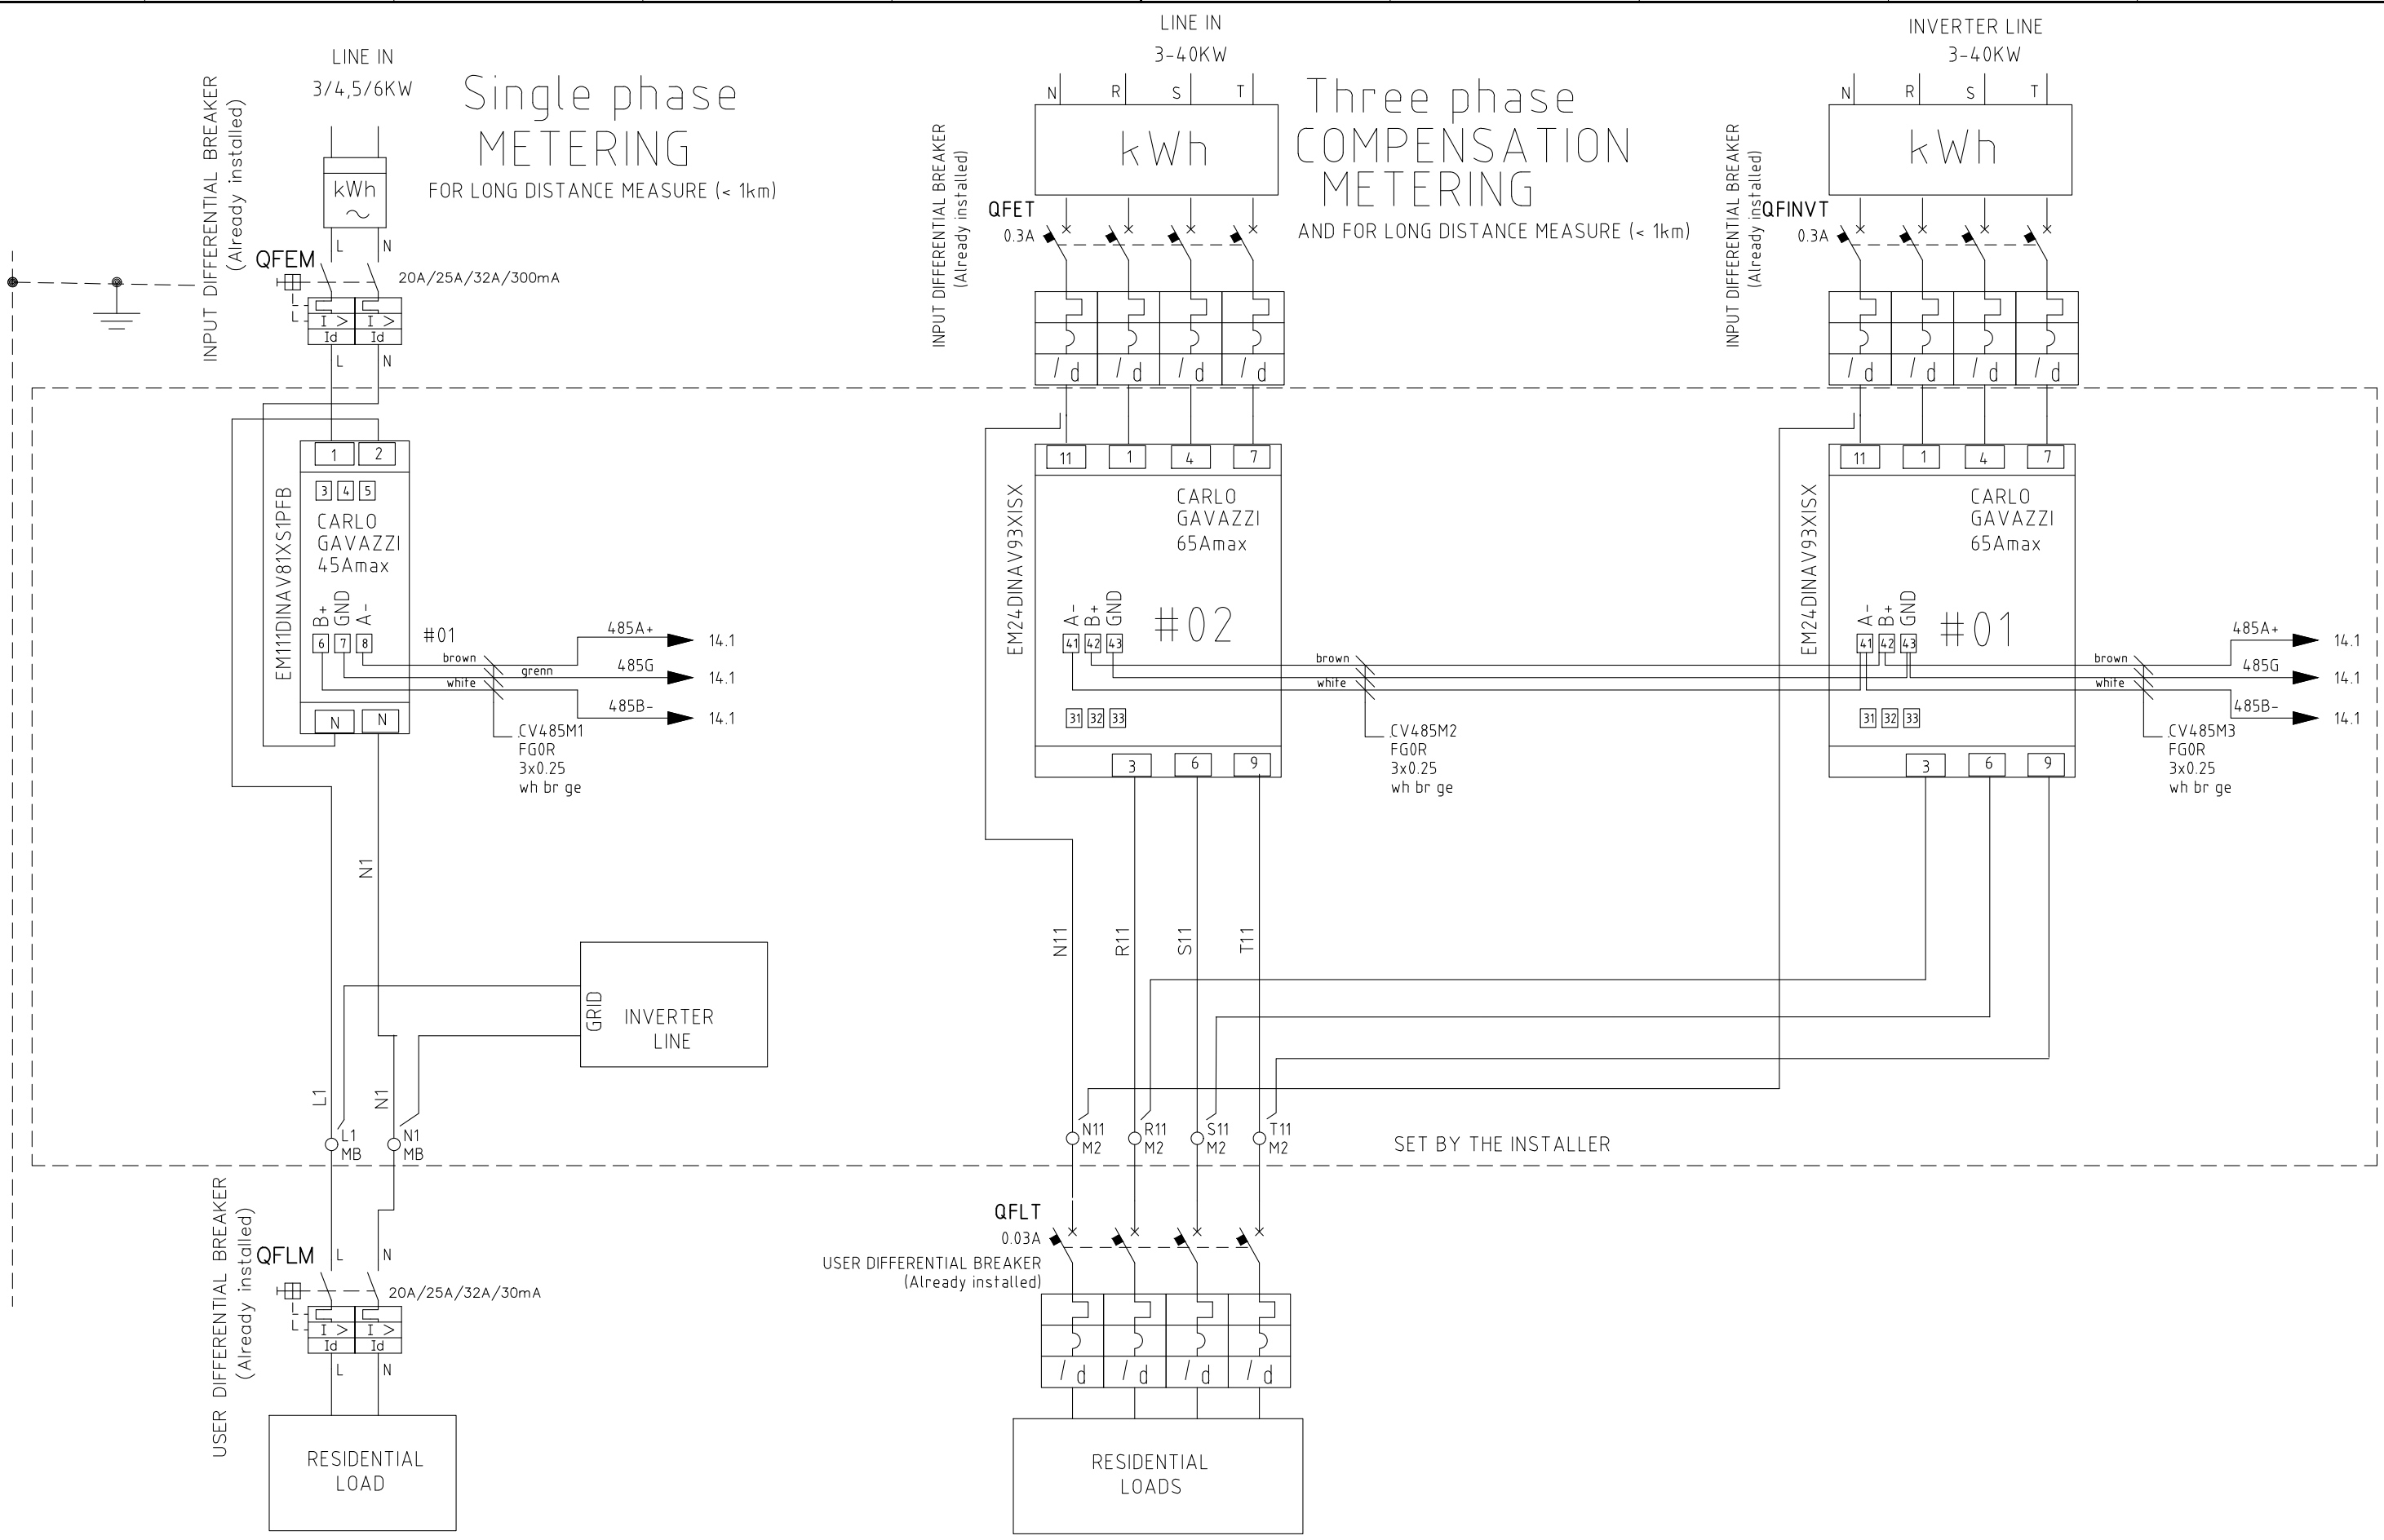 LINE IN
3/4,5/6KW
Single phase
METERING
FOR LONG DISTANCE MEASURE (< 1km)
INPUT DIFFERENTIAL BREAKER
(Already installed)
kWh
L
N
QFEM
20A/25A/32A/300mA
I >
I >
Id
Id
L
N
1
2
3
4
5
EM111DINAV81XS1PFB
CARLO
GAVAZZI
45Amax
B+
GND
A-
6
7
8
#01
N
N
brown
grenn
white
485A+
14.1
485G
14.1
485B-
14.1
CV485M1
FG0R
3x0.25
wh br ge
N1
GRID
INVERTER
LINE
L1
N1
L1
MB
N1
MB
USER DIFFERENTIAL BREAKER
(Already installed)
QFLM
L
N
20A/25A/32A/30mA
I >
I >
Id
Id
L
N
RESIDENTIAL
LOAD
LINE IN
3-40KW
N
R
S
T
kWh
Three phase
COMPENSATION
METERING
AND FOR LONG DISTANCE MEASURE (< 1km)
INPUT DIFFERENTIAL BREAKER
(Already installed)
QFET
0.3A
/d
/d
/d
/d
11
1
4
7
EM24DINAV93XISX
CARLO
GAVAZZI
65Amax
A-
B+
GND
41
42
43
#02
31
32
33
3
6
9
brown
white
CV485M2
FG0R
3x0.25
wh br ge
N11
R11
S11
T11
N11
M2
R11
M2
S11
M2
T11
M2
SET BY THE INSTALLER
QFLT
0.03A
USER DIFFERENTIAL BREAKER
(Already installed)
/d
/d
/d
/d
RESIDENTIAL
LOADS
INVERTER LINE
3-40KW
N
R
S
T
kWh
INPUT DIFFERENTIAL BREAKER
(Already installed)
QFINVT
0.3A
/d
/d
/d
/d
11
1
4
7
EM24DINAV93XISX
CARLO
GAVAZZI
65Amax
A-
B+
GND
41
42
43
#01
31
32
33
3
6
9
brown
white
485A+
14.1
485G
14.1
485B-
14.1
CV485M3
FG0R
3x0.25
wh br ge